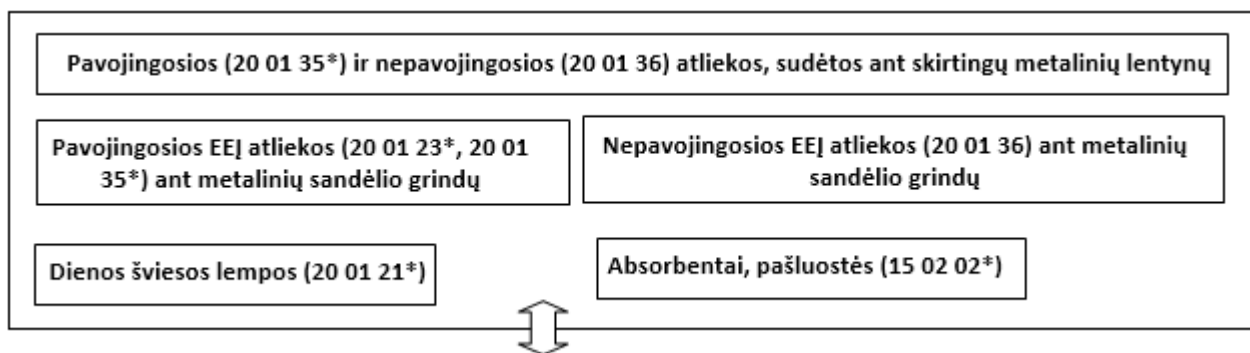 Pavojingosios (20 01 35*) ir nepavojingosios (20 01 36) atliekos, sudėtos ant skirtingų metalinių lentynų
Pavojingosios EEĮ atliekos (20 01 23*, 20 01
35*) ant metalinių sandėlio grindų
Nepavojingosios EEĮ atliekos (20 01 36) ant metalinių
sandėlio grindų
Dienos šviesos lempos (20 01 21*)
Absorbentai, pašluostės (15 02 02*)